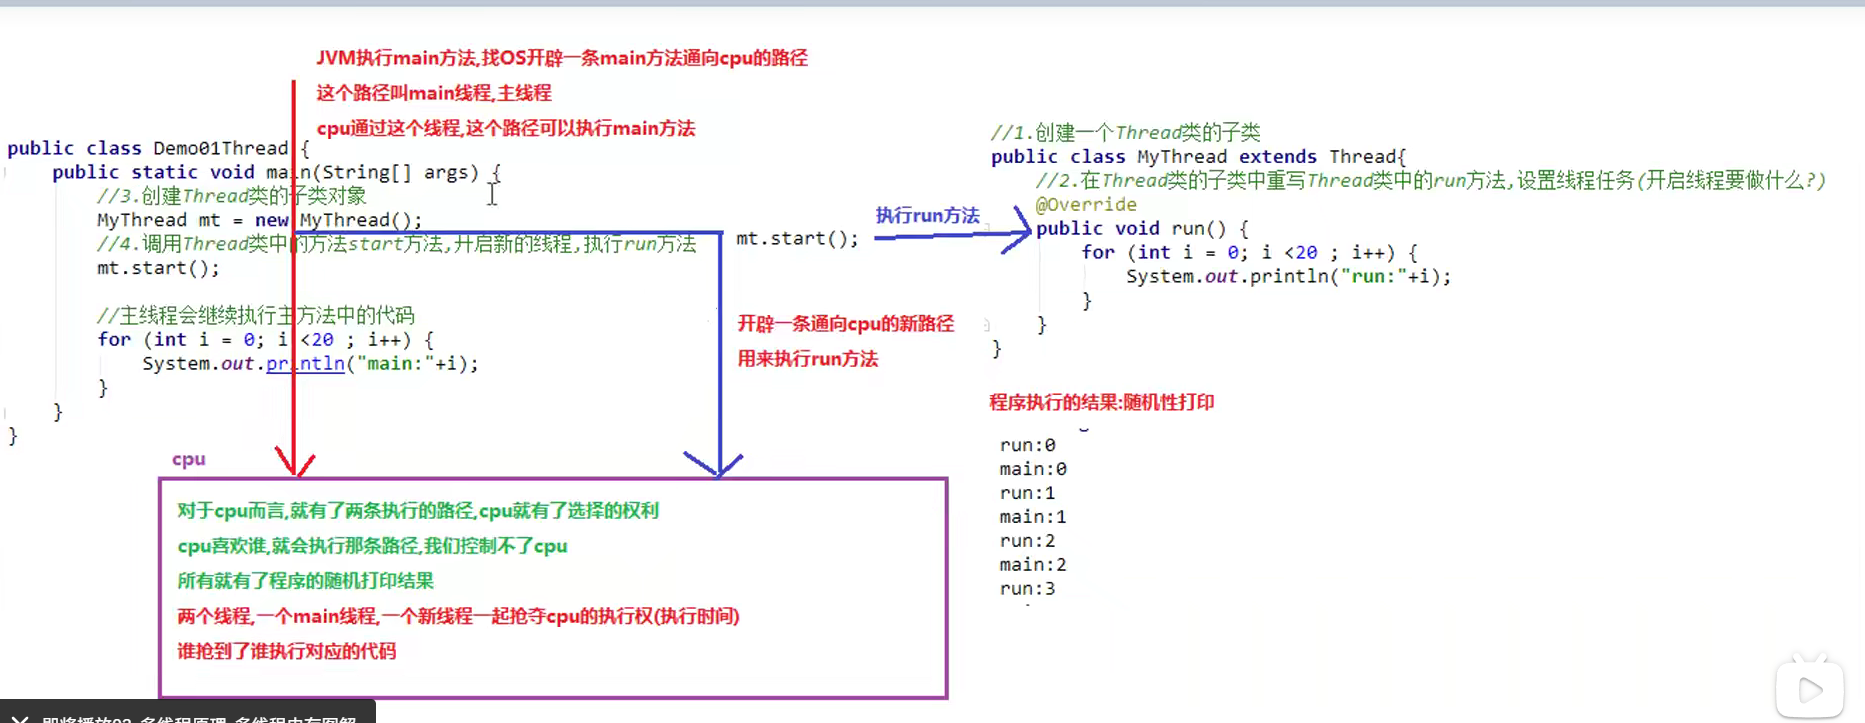 JVM执行main方法,找OS开辟一条main方法通向cpu的路径
这个路径叫main线程,主线程
cpu通过这个线程,这个路径可以执行main方法
public class Demo01Thread {
public static void main(String[] args) {
//3.创建Thread类的子类对象
MyThread mt = new MyThread();
//4.调用Thread类中的方法start方法,开启新的线程,执行run方法
mt.start();
//主线程会继续执行主方法中的代码
for (int i = 0; i <20 ; i++) {
System.out.println("main:"+i);
}
}
}
mt.start();
执行run方法
开辟一条通向cpu的新路径
用来执行run方法
//1.创建一个Thread类的子类
public class MyThread extends Thread{
//2.在Thread类的子类中重写Thread类中的run方法,设置线程任务(开启线程要做什么?)
@Override
public void run() {
for (int i = 0; i <20 ; i++) {
System.out.println("run:"+i);
}
}
}
程序执行的结果:随机性打印
run:0
main:0
run:1
main:1
run:2
main:2
run:3
cpu
对于cpu而言,就有了两条执行的路径,cpu就有了选择的权利
cpu喜欢谁,就会执行那条路径,我们控制不了cpu
所有就有了程序的随机打印结果
两个线程,一个main线程,一个新线程一起抢夺cpu的执行权(执行时间)
谁抢到了谁执行对应的代码